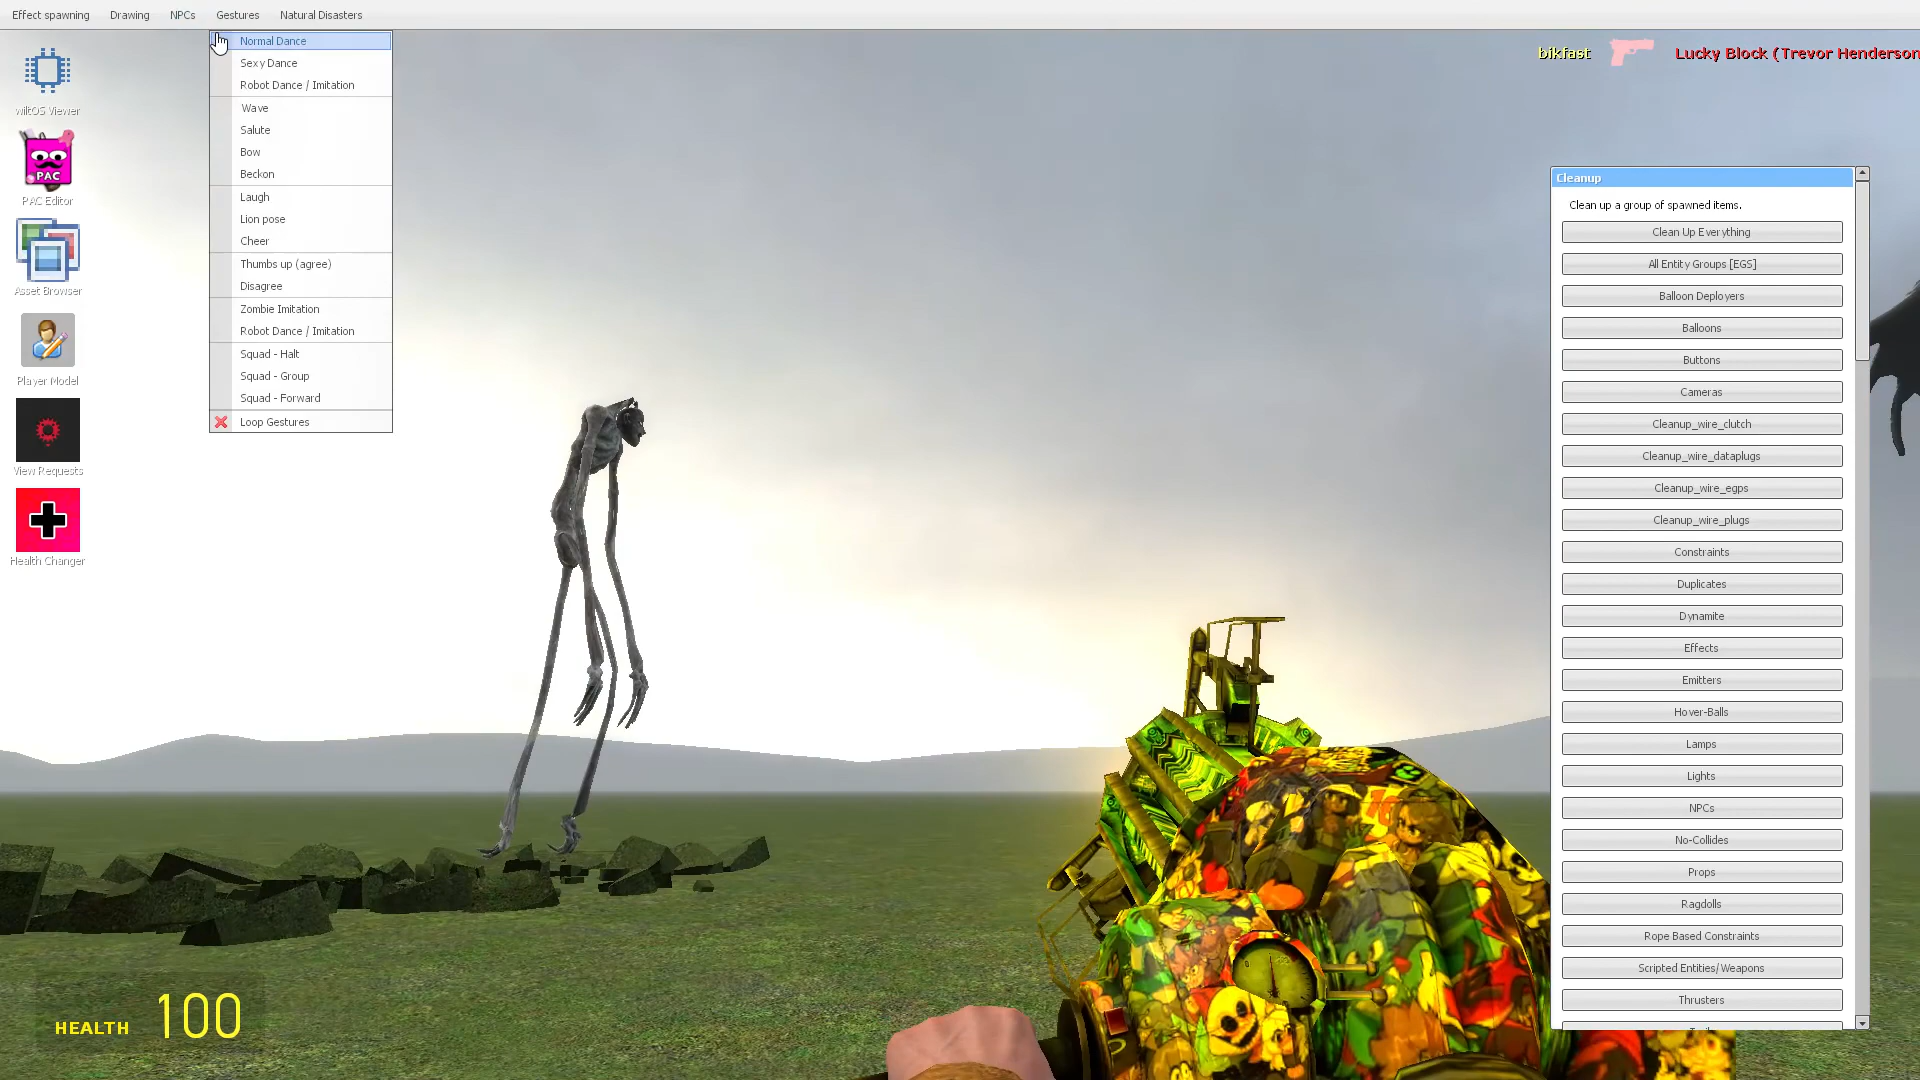 Effect spawning Drawing NPCs Gestures Natural Disasters
Normal Dance
Sexy Dance
Robot Dance / Imitation
Wave
Salute
Bow
Beckon
Laugh
Lion pose
Cheer
Thumbs up (agree)
Disagree
Zombie Imitation
Robot Dance / Imitation
Squad - Halt
Squad - Group
Squad - Forward
Loop Gestures
wiltOS Viewer
PAC
PAC Editor
Asset Browser
Player Model
View Requests
Health Changer
bikfast Lucky Block (Trevor Henderson
Cleanup
Clean up a group of spawned items.
Clean Up Everything
All Entity Groups [EGS]
Balloon Deployers
Balloons
Buttons
Cameras
Cleanup_wire_clutch
Cleanup_wire_dataplugs
Cleanup_wire_egps
Cleanup_wire_plugs
Constraints
Duplicates
Dynamite
Effects
Emitters
Hover-Balls
Lamps
Lights
NPCs
No-Collides
Props
Ragdolls
Rope Based Constraints
Scripted Entities/Weapons
Thrusters
HEALTH 100